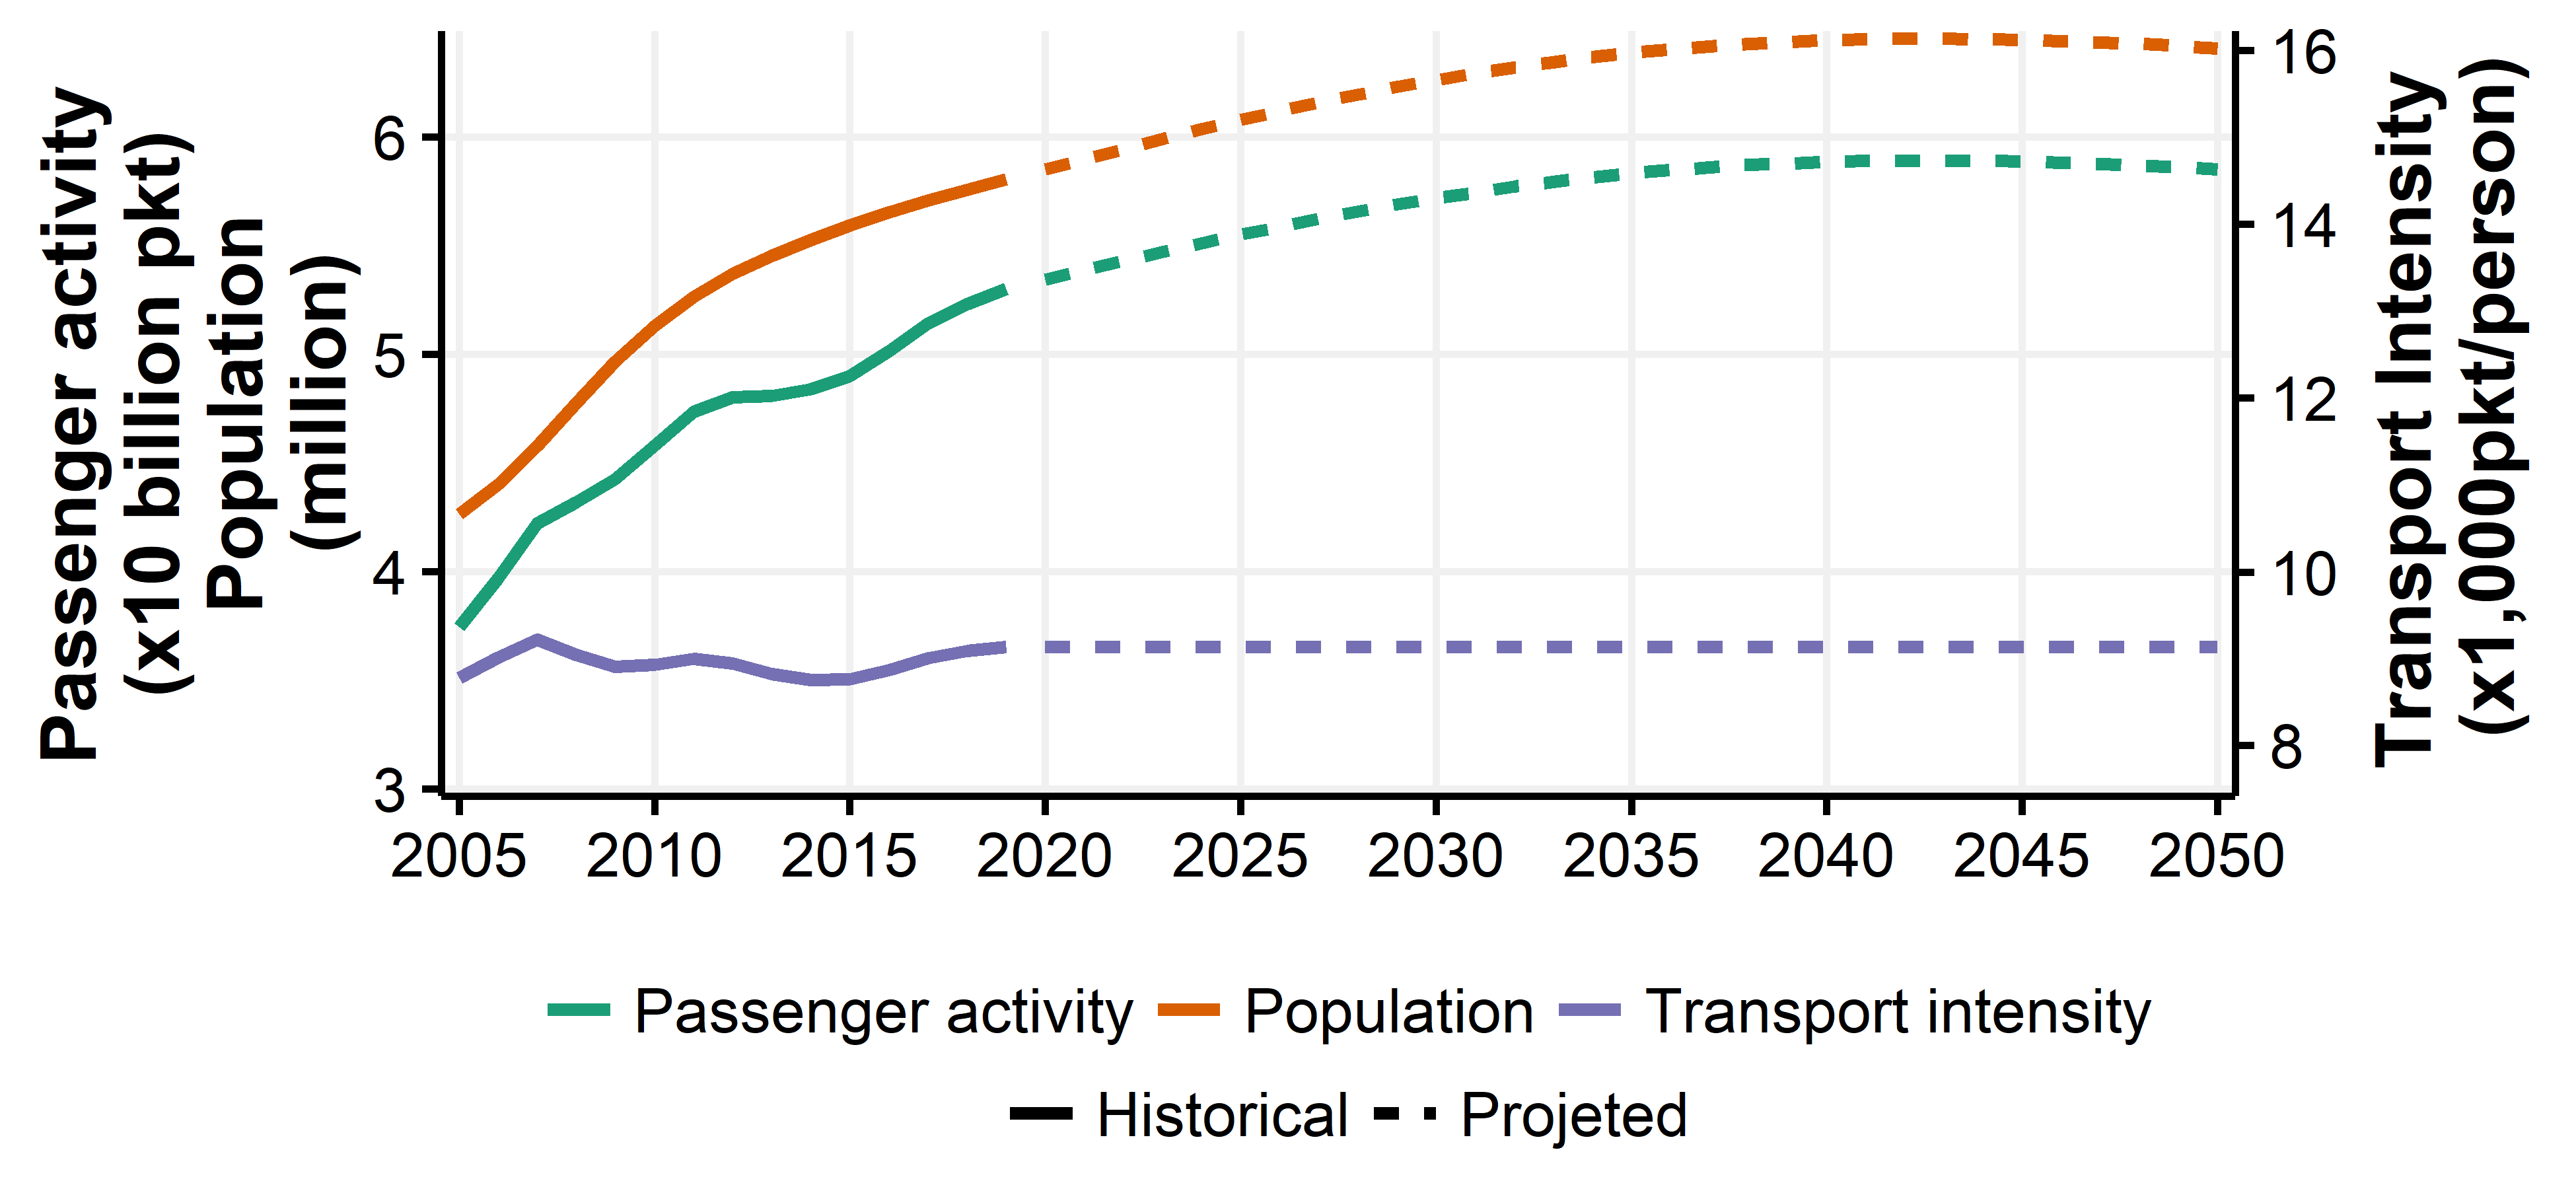 Passenger activity
(x10 billion pkt)
Population
(million)
6
5
4
3
16
14
12
10
8
Transport Intensity
(x1,000pkt/person)
2005 2010 2015 2020 2025 2030 2035 2040 2045 2050
Passenger activity Population Transport intensity
Historical Projeted